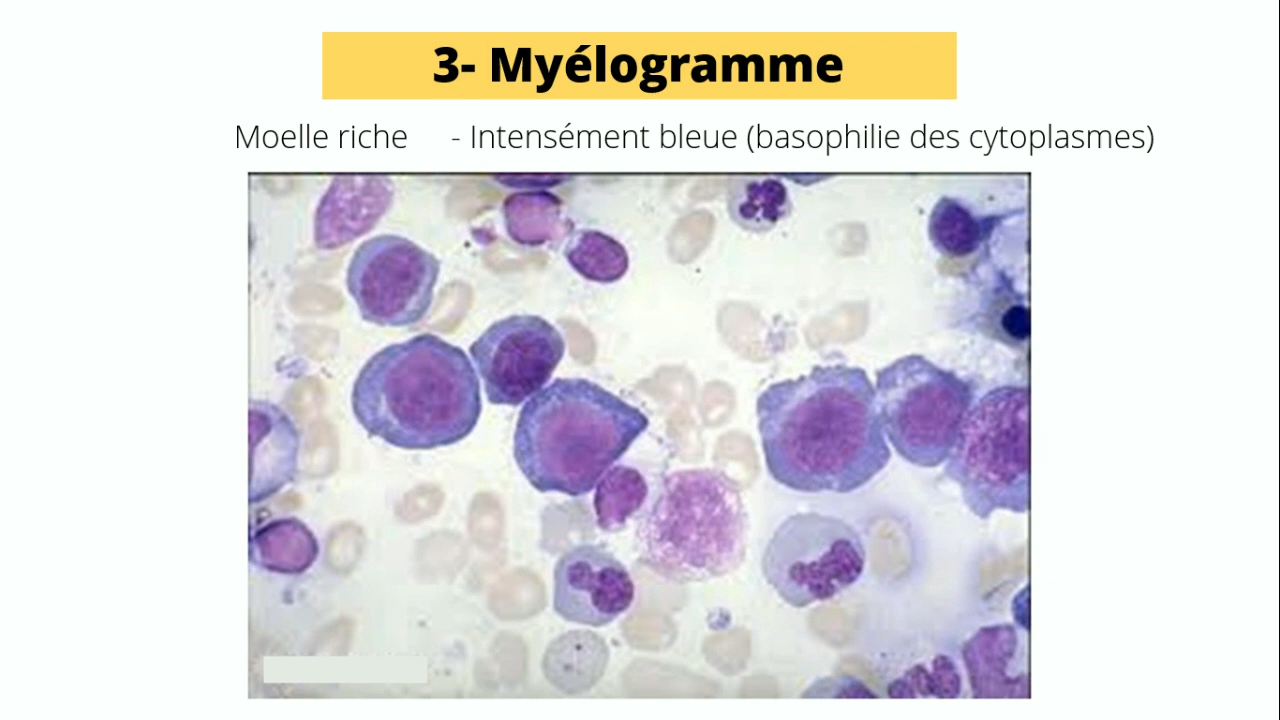 3- Myélogramme
Moelle riche - Intensément bleue (basophilie des cytoplasmes)